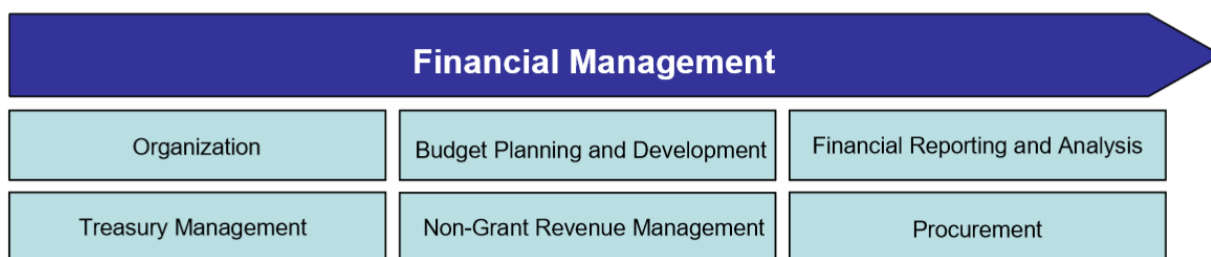 Financial Management
Organization
Budget Planning and Development
Financial Reporting and Analysis
Treasury Management
Non-Grant Revenue Management
Procurement